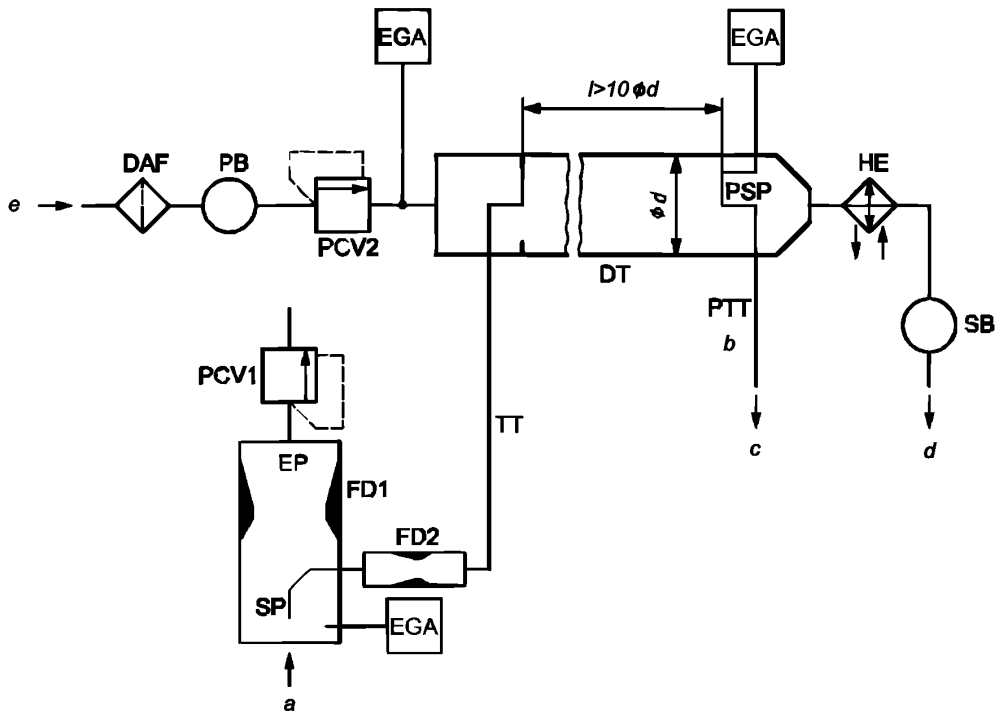 EGA
EGA
l>10 ϕd
DAF
PB
HE
e
PSP
ϕd
PCV2
DT
PTT
SB
b
PCV1
TT
c
d
EP
FD1
FD2
SP
EGA
a